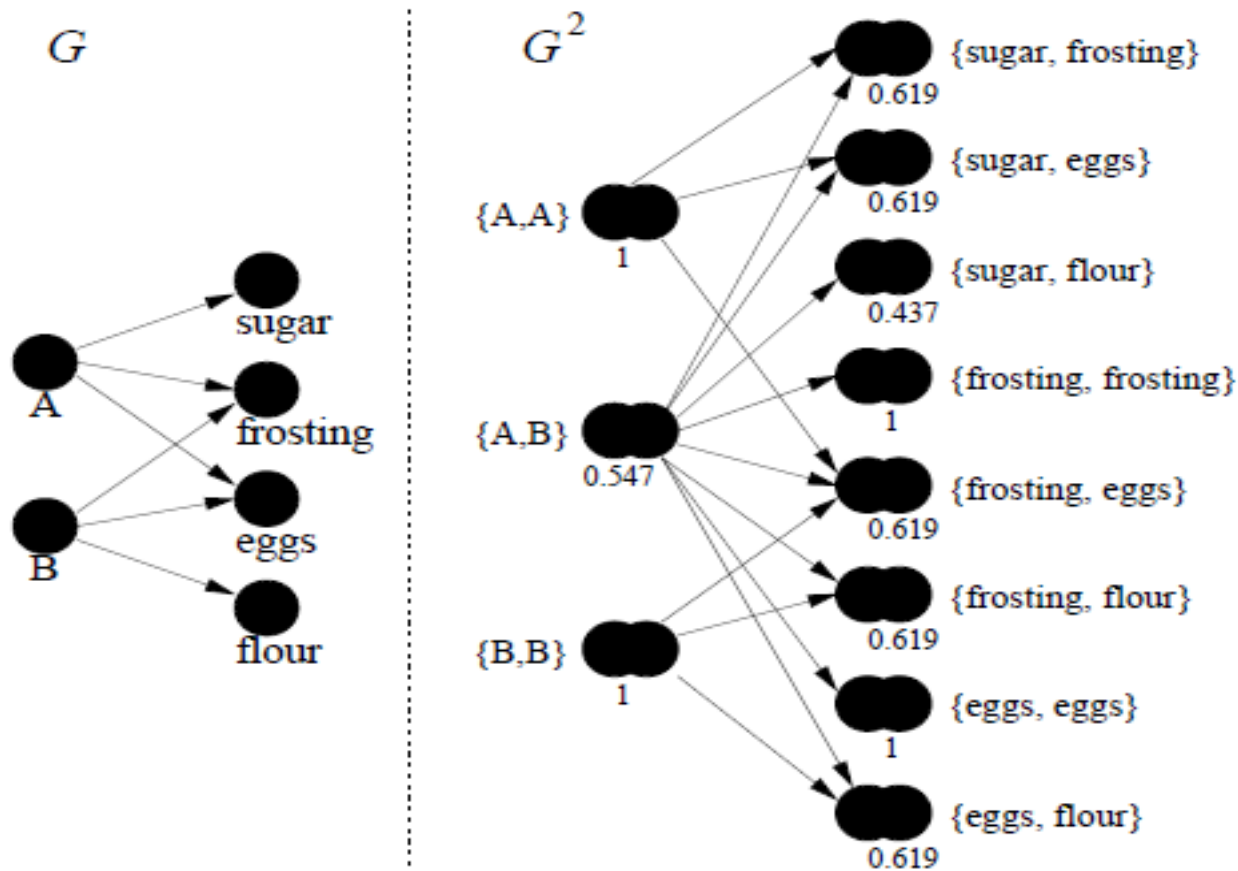 G
A
B
sugar
frosting
eggs
flour
G²
{A,A}
1
{A,B}
0.547
{B,B}
1
{sugar, frosting}
0.619
{sugar, eggs}
0.619
{sugar, flour}
0.437
{frosting, frosting}
1
{frosting, eggs}
0.619
{frosting, flour}
0.619
{eggs, eggs}
1
{eggs, flour}
0.619